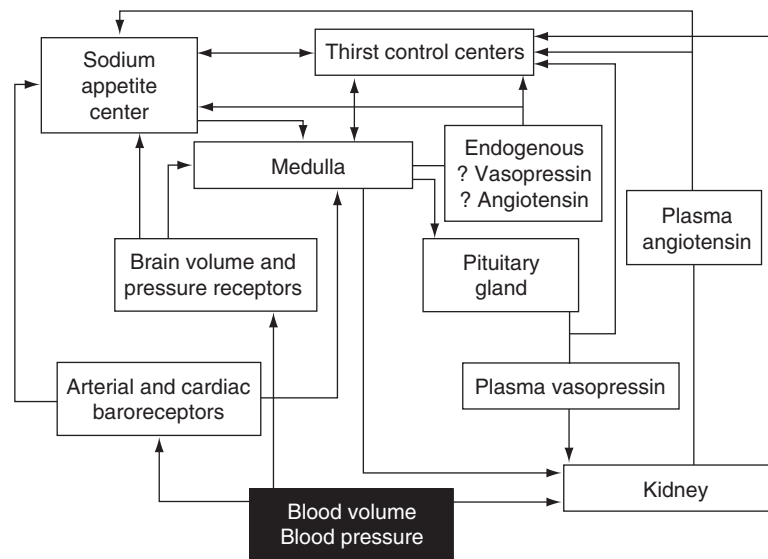 Sodium
appetite
center
Thirst control centers
Medulla
Endogenous
? Vasopressin
? Angiotensin
Plasma
angiotensin
Brain volume and
pressure receptors
Pituitary
gland
Arterial and cardiac
baroreceptors
Plasma vasopressin
Kidney
Blood volume
Blood pressure